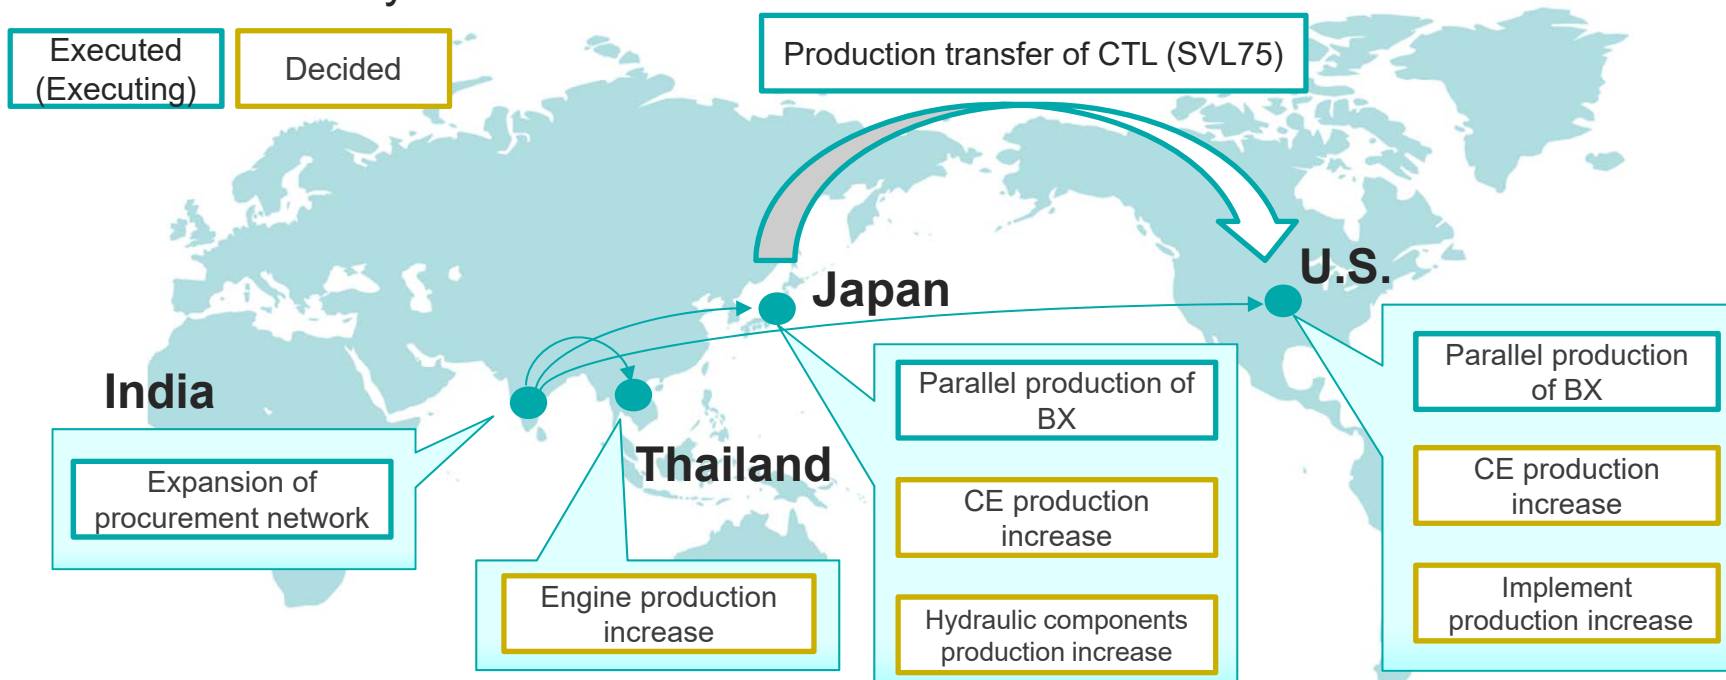 Executed
(Executing)
Decided
Production transfer of CTL (SVL75)
U.S.
Japan
India
Thailand
Expansion of
procurement network
Engine production
increase
Parallel production of
BX
CE production
increase
Hydraulic components
production increase
Parallel production
of BX
CE production
increase
Implement
production increase